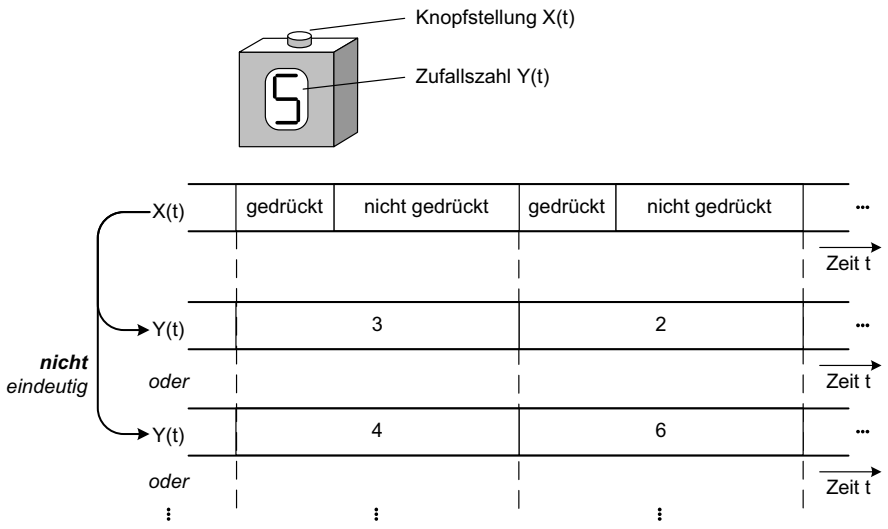 Knopfstellung X(t)
Zufallszahl Y(t)
5
X(t) gedrückt nicht gedrückt gedrückt nicht gedrückt ...
Zeit t
Y(t) 3 2 ...
nicht
eindeutig
oder
Zeit t
Y(t) 4 6 ...
oder
Zeit t